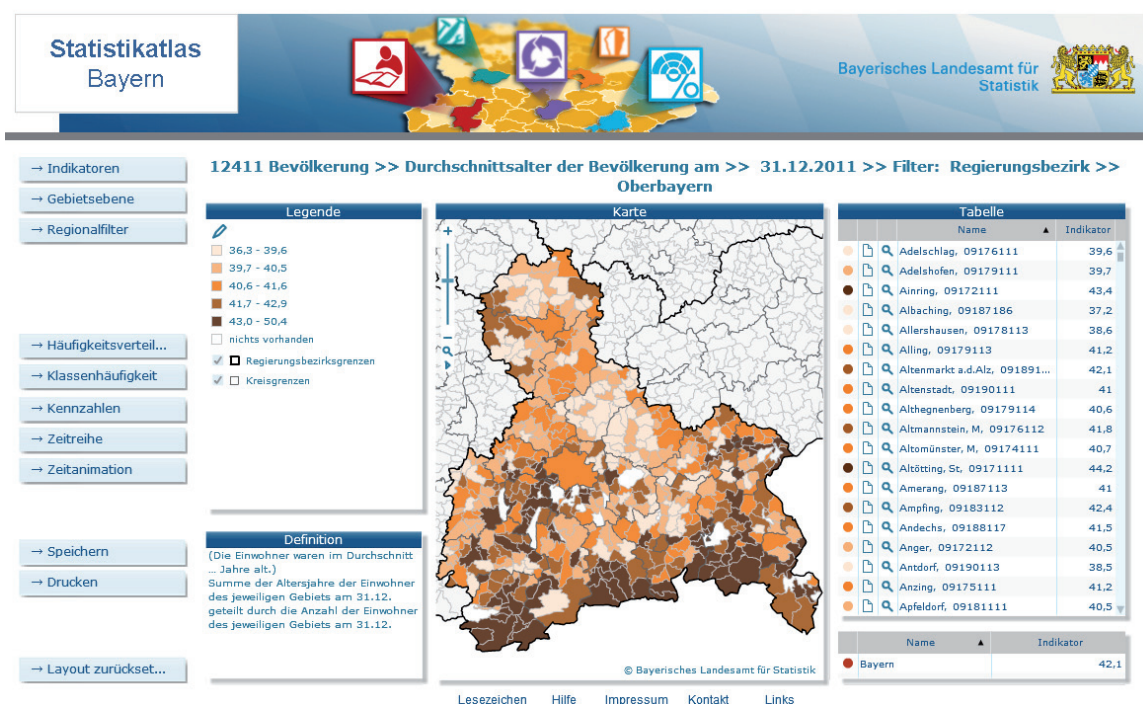 Statistikatlas
Bayern
Bayerisches Landesamt für
Statistik
→ Indikatoren
→ Gebietsebene
→ Regionalfilter
→ Häufigkeitsverteil...
→ Klassenhäufigkeit
→ Kennzahlen
→ Zeitreihe
→ Zeitanimation
→ Speichern
→ Drucken
→ Layout zurückset...
12411 Bevölkerung >> Durchschnittsalter der Bevölkerung am >> 31.12.2011 >> Filter: Regierungsbezirk >>
Oberbayern
Legende
36,3 - 39,6
39,7 - 40,5
40,6 - 41,6
41,7 - 42,9
43,0 - 50,4
nichts vorhanden
Regierungsbezirksgrenzen
Kreisgrenzen
Definition
(Die Einwohner waren im Durchschnitt
... Jahre alt.)
Summe der Altersjahre der Einwohner
des jeweiligen Gebiets am 31.12.
geteilt durch die Anzahl der Einwohner
des jeweiligen Gebiets am 31.12.
Karte
© Bayerisches Landesamt für Statistik
Tabelle
Name ▲ Indikator
Adelschlag, 09176111 39,6
Adelshofen, 09179111 39,7
Ainring, 09172111 43,4
Albaching, 09187186 37,2
Allershausen, 09178113 38,6
Alling, 09179113 41,2
Altenmarkt a.d.Alz, 091891... 42,1
Altenstadt, 09190111 41
Althegnenberg, 09179114 40,6
Altmannstein, M, 09176112 41,8
Altomünster, M, 09174111 40,7
Altötting, St, 09171111 44,2
Amerang, 09187113 41
Ampfing, 09183112 42,4
Andechs, 09188117 41,5
Anger, 09172112 40,5
Antdorf, 09190113 38,5
Anzing, 09175111 41,2
Apfeldorf, 09181111 40,5
Name ▲ Indikator
Bayern 42,1
Lesezeichen Hilfe Impressum Kontakt Links